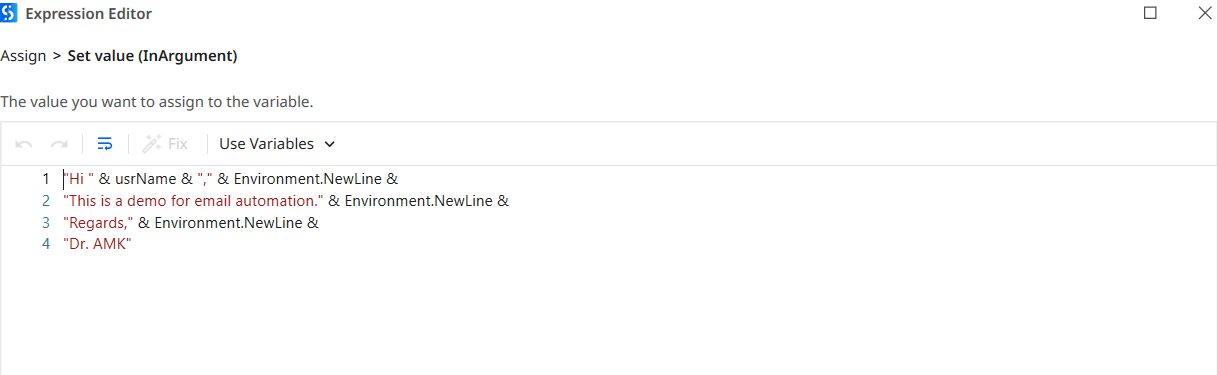 Expression Editor
Assign > Set value (InArgument)
The value you want to assign to the variable.
Fix Use Variables
1 "Hi " & usrName & "," & Environment.NewLine &
2 "This is a demo for email automation." & Environment.NewLine &
3 "Regards," & Environment.NewLine &
4 "Dr. AMK"